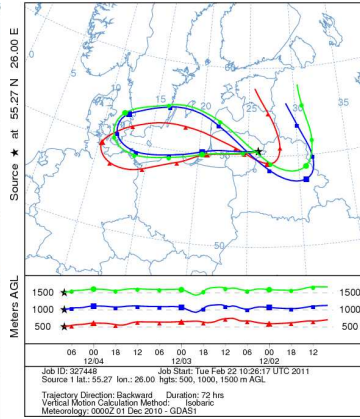 Source ★ at 55.27 N 26.00 E
0
5
10
15
20
25
30
35
50
Meters AGL
1500
1000
500
1500
1000
500
06 00 18 12 06 00 18 12 06 00 18 12
12/04 12/03 12/02
Job ID: 327448 Job Start: Tue Feb 22 10:26:17 UTC 2011
Source 1 lat.: 55.27 lon.: 26.00 hgts: 500, 1000, 1500 m AGL
Trajectory Direction: Backward Duration: 72 hrs
Vertical Motion Calculation Method: Isobaric
Meteorology: 0000Z 01 Dec 2010 - GDAS1